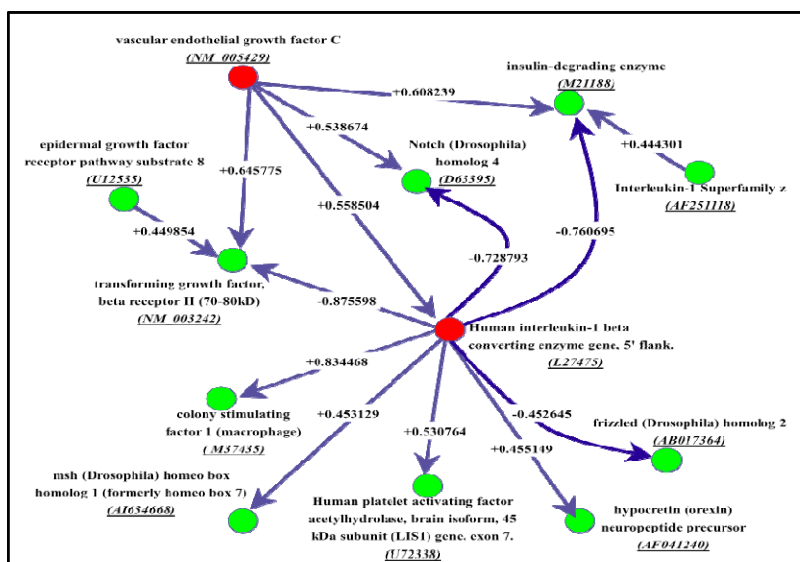 vascular endothelial growth factor C
(NM_005429)
insulin-degrading enzyme
(M21188)
+0.608239
+0.538674
Notch (Drosophila)
homolog 4
(D63395)
+0.444301
epidermal growth factor
receptor pathway substrate 8
(U12535)
+0.645775
Interleukin-1 Superfamily z
(AF251118)
+0.558504
+0.449854
-0.728793
-0.760695
transforming growth factor,
beta receptor II (70-80kD)
(NM_003242)
-0.875598
Human interleukin-1 beta
converting enzyme gene, 5' flank.
(L27475)
+0.834468
colony stimulating
factor 1 (macrophage)
(M37435)
+0.453129
+0.530764
-0.452645
+0.455149
frizzled (Drosophila) homolog 2
(AB017364)
msh (Drosophila) homeo box
homolog 1 (formerly homeo box 7)
(AI654668)
Human platelet activating factor
acetylhydrolase, brain isoform, 45
kDa subunit (LIS1) gene, exon 7.
(U72338)
hypocretin (orexin)
neuropeptide precursor
(AF041240)